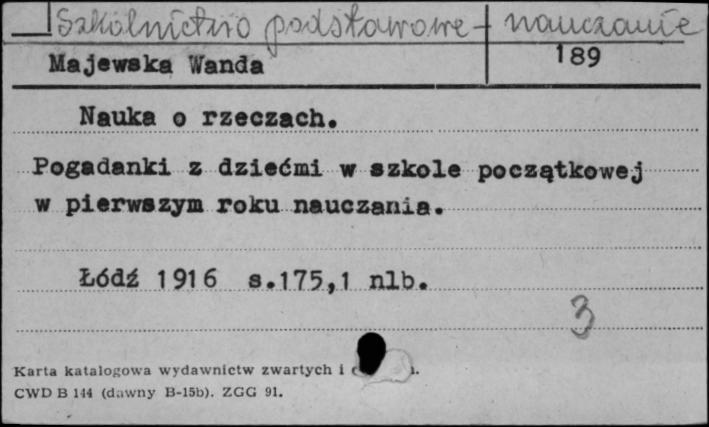 Szkolnictwo podstawowe - nauczanie
Majewska Wanda
189
Nauka o rzeczach.
Pogadanki z dziećmi w szkole początkowej
w pierwszym roku nauczania.
Łódź 1916 s.175,1 nlb.
3
Karta katalogowa wydawnictw zwartych i
CWD B 144 (dawny B-15b). ZGG 91.